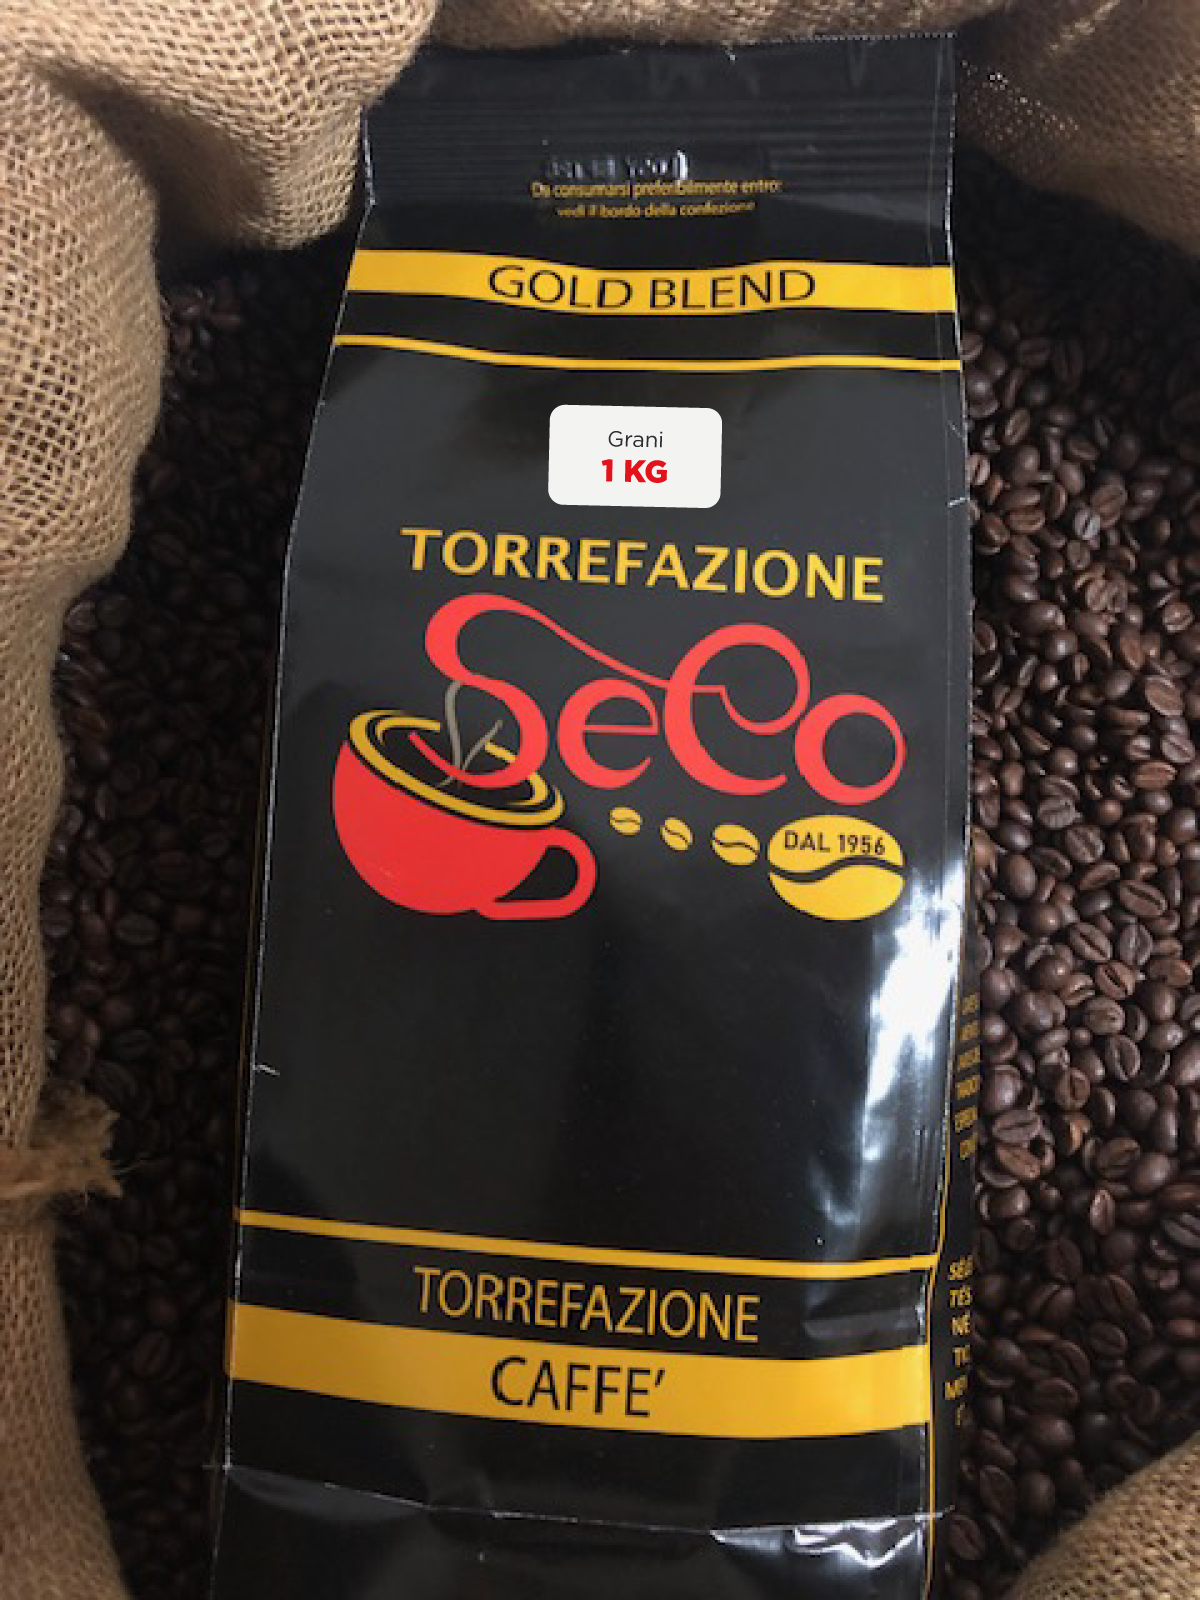 Da consumarsi preferibilmente entro:
vedi il bordo della confezione
GOLD BLEND
Grani
1 KG
TORREFAZIONE
SeCo
DAL 1956
TORREFAZIONE
CAFFE'